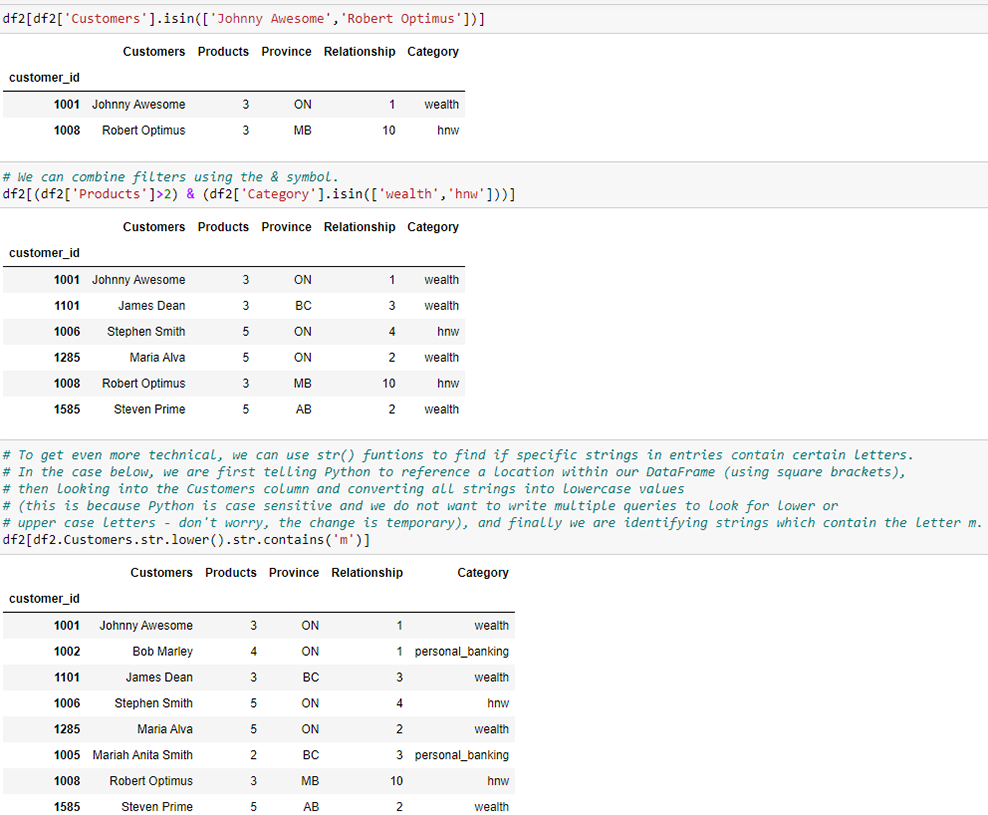 df2[df2['Customers'].isin(['Johnny Awesome','Robert Optimus'])]
Customers Products Province Relationship Category
customer_id
1001 Johnny Awesome 3 ON 1 wealth
1008 Robert Optimus 3 MB 10 hnw
# We can combine filters using the & symbol.
df2[(df2['Products']>2) & (df2['Category'].isin(['wealth','hnw']))]
Customers Products Province Relationship Category
customer_id
1001 Johnny Awesome 3 ON 1 wealth
1101 James Dean 3 BC 3 wealth
1006 Stephen Smith 5 ON 4 hnw
1285 Maria Alva 5 ON 2 wealth
1008 Robert Optimus 3 MB 10 hnw
1585 Steven Prime 5 AB 2 wealth
# To get even more technical, we can use str() funtions to find if specific strings in entries contain certain letters.
# In the case below, we are first telling Python to reference a location within our DataFrame (using square brackets),
# then looking into the Customers column and converting all strings into lowercase values
# (this is because Python is case sensitive and we do not want to write multiple queries to look for lower or
# upper case letters - don't worry, the change is temporary), and finally we are identifying strings which contain the letter m.
df2[df2.Customers.str.lower().str.contains('m')]
Customers Products Province Relationship Category
customer_id
1001 Johnny Awesome 3 ON 1 wealth
1002 Bob Marley 4 ON 1 personal_banking
1101 James Dean 3 BC 3 wealth
1006 Stephen Smith 5 ON 4 hnw
1285 Maria Alva 5 ON 2 wealth
1005 Mariah Anita Smith 2 BC 3 personal_banking
1008 Robert Optimus 3 MB 10 hnw
1585 Steven Prime 5 AB 2 wealth